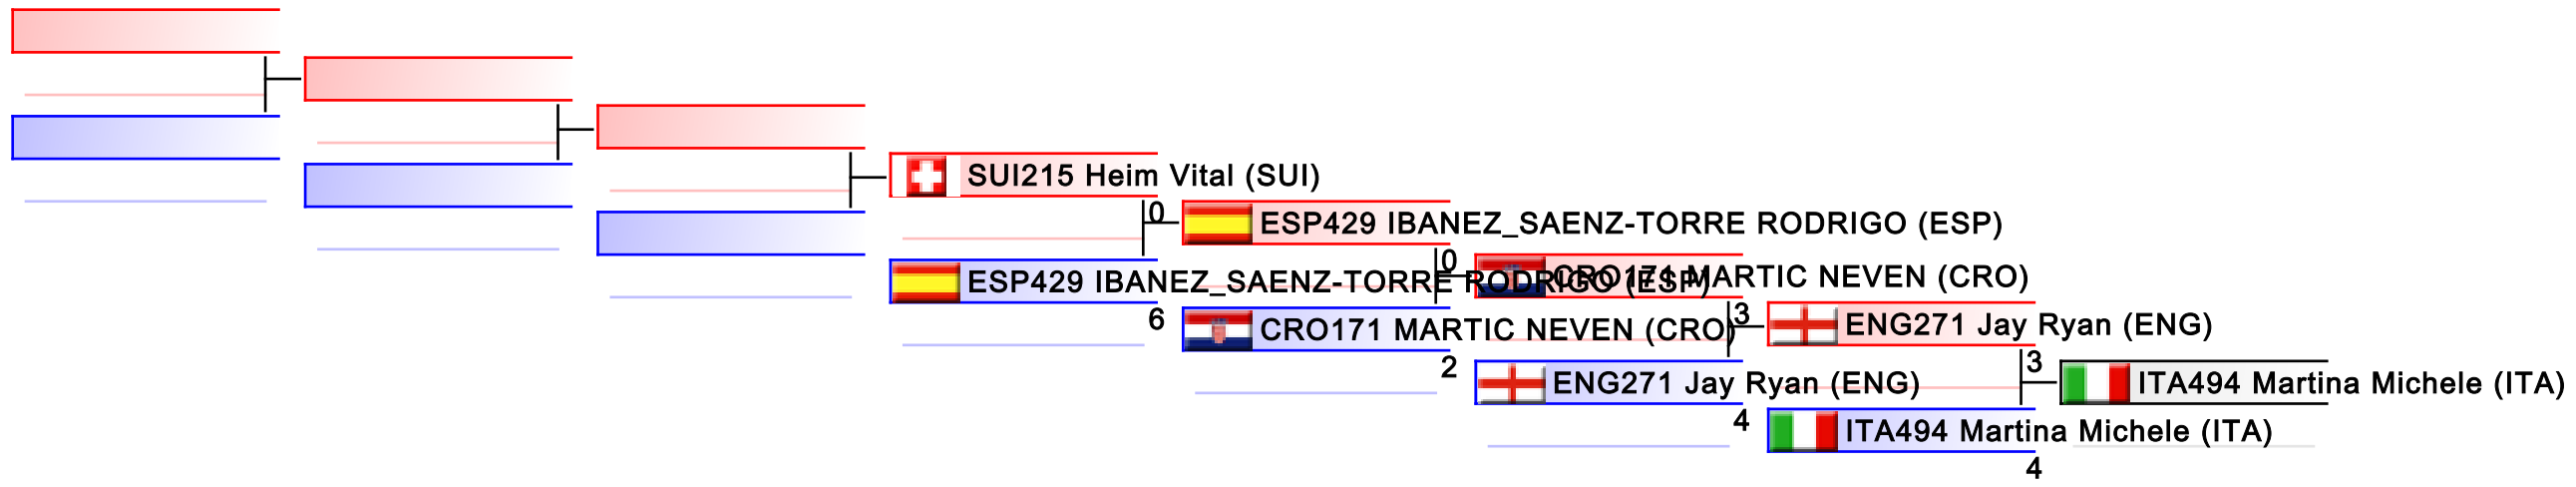 SUI215 Heim Vital (SUI)
0
ESP429 IBANEZ_SAENZ-TORRE RODRIGO (ESP)
ESP429 IBANEZ_SAENZ-TORRE RODRIGO (ESP)
6
0
CRO171 MARTIC NEVEN (CRO)
CRO171 MARTIC NEVEN (CRO)
2
3
ENG271 Jay Ryan (ENG)
ENG271 Jay Ryan (ENG)
4
3
ITA494 Martina Michele (ITA)
ITA494 Martina Michele (ITA)
4